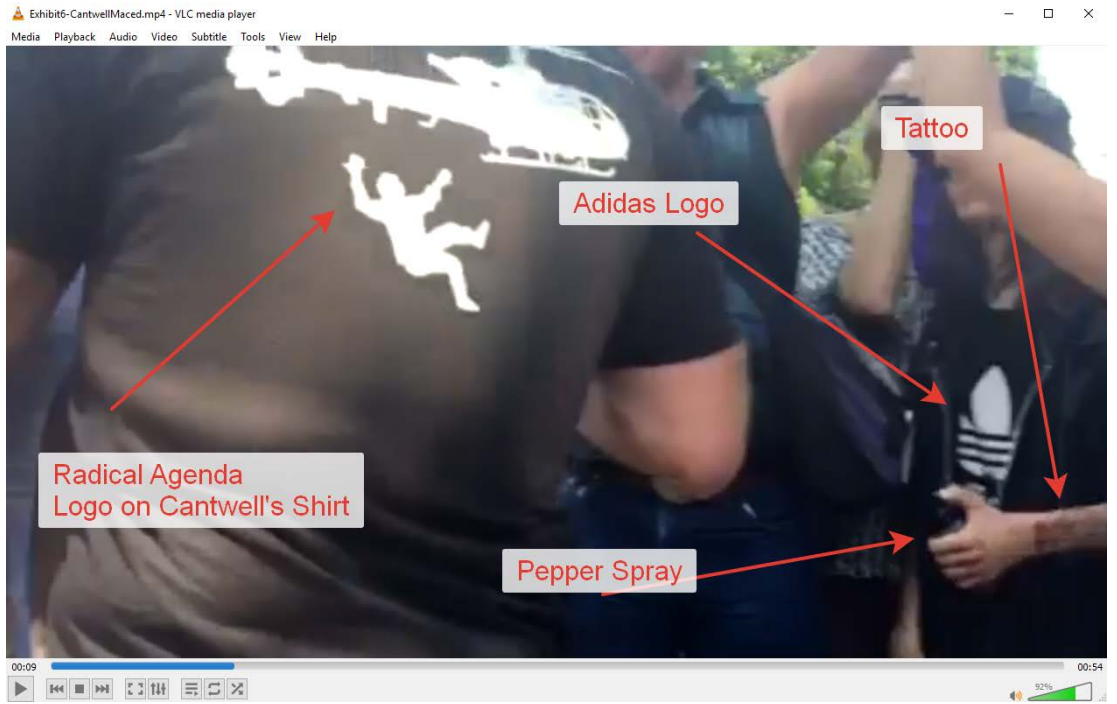 Exhibit6-CantwellMaced.mp4 - VLC media player
Media Playback Audio Video Subtitle Tools View Help
Tattoo
Adidas Logo
Radical Agenda
Logo on Cantwell's Shirt
Pepper Spray
00:09
00:54
92%